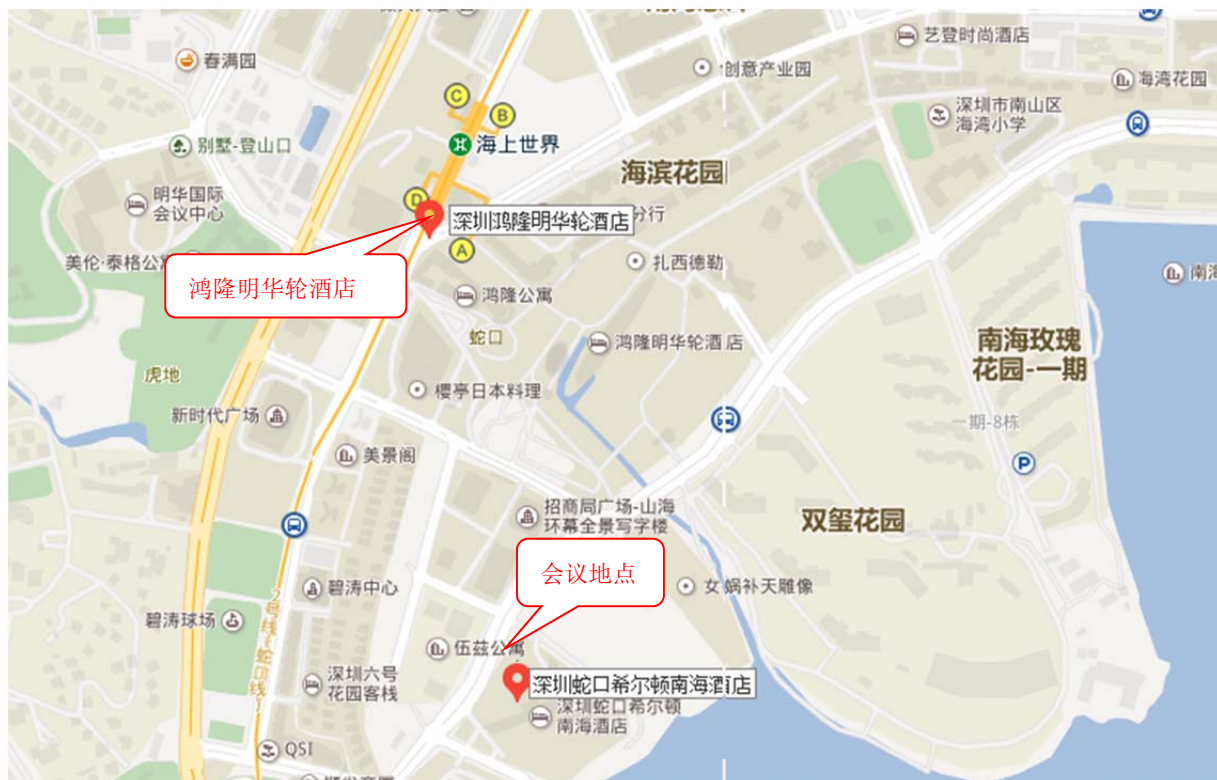 艺登时尚酒店
春满园
创意产业园
海湾花园
C
B
深圳市南山区
海湾小学
海上世界
别墅-登山口
海滨花园
明华国际
会议中心
D
深圳鸿隆明华轮酒店
分行
A
美伦·泰格公
扎西德勒
南海
鸿隆明华轮酒店
鸿隆公寓
蛇口
鸿隆明华轮酒店
南海玫瑰
花园-一期
虎地
樱亭日本料理
新时代广场
一期-8栋
美景阁
P
招商局广场-山海
环幕全景写字楼
双玺花园
会议地点
碧涛中心
女娲补天雕像
碧涛球场
2号线(蛇口线)
伍兹公寓
深圳六号
花园客栈
深圳蛇口希尔顿南海酒店
深圳蛇口希尔顿
南海酒店
QSI